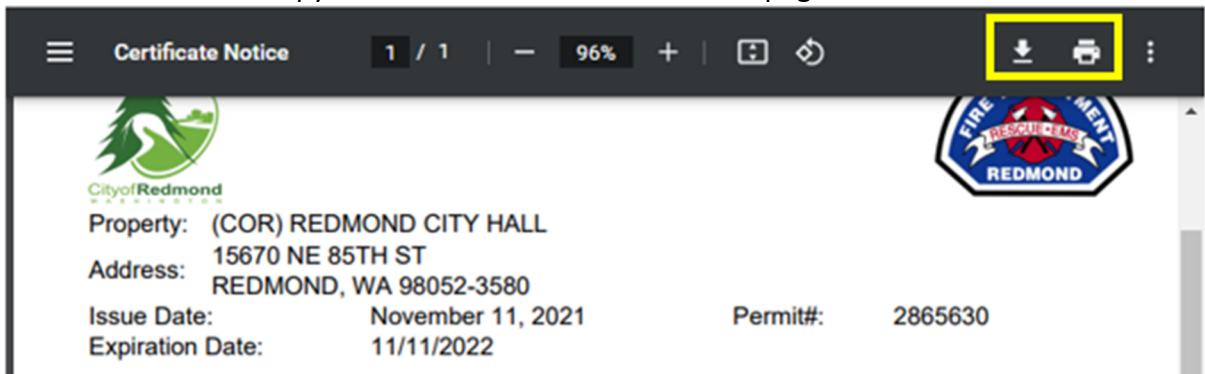 Certificate Notice 1 / 1 | − 96% + |
CityofRedmond
WASHINGTON
FIRE
RESCUE • EMS
REDMOND
Property: (COR) REDMOND CITY HALL
Address: 15670 NE 85TH ST
REDMOND, WA 98052-3580
Issue Date: November 11, 2021 Permit#: 2865630
Expiration Date: 11/11/2022